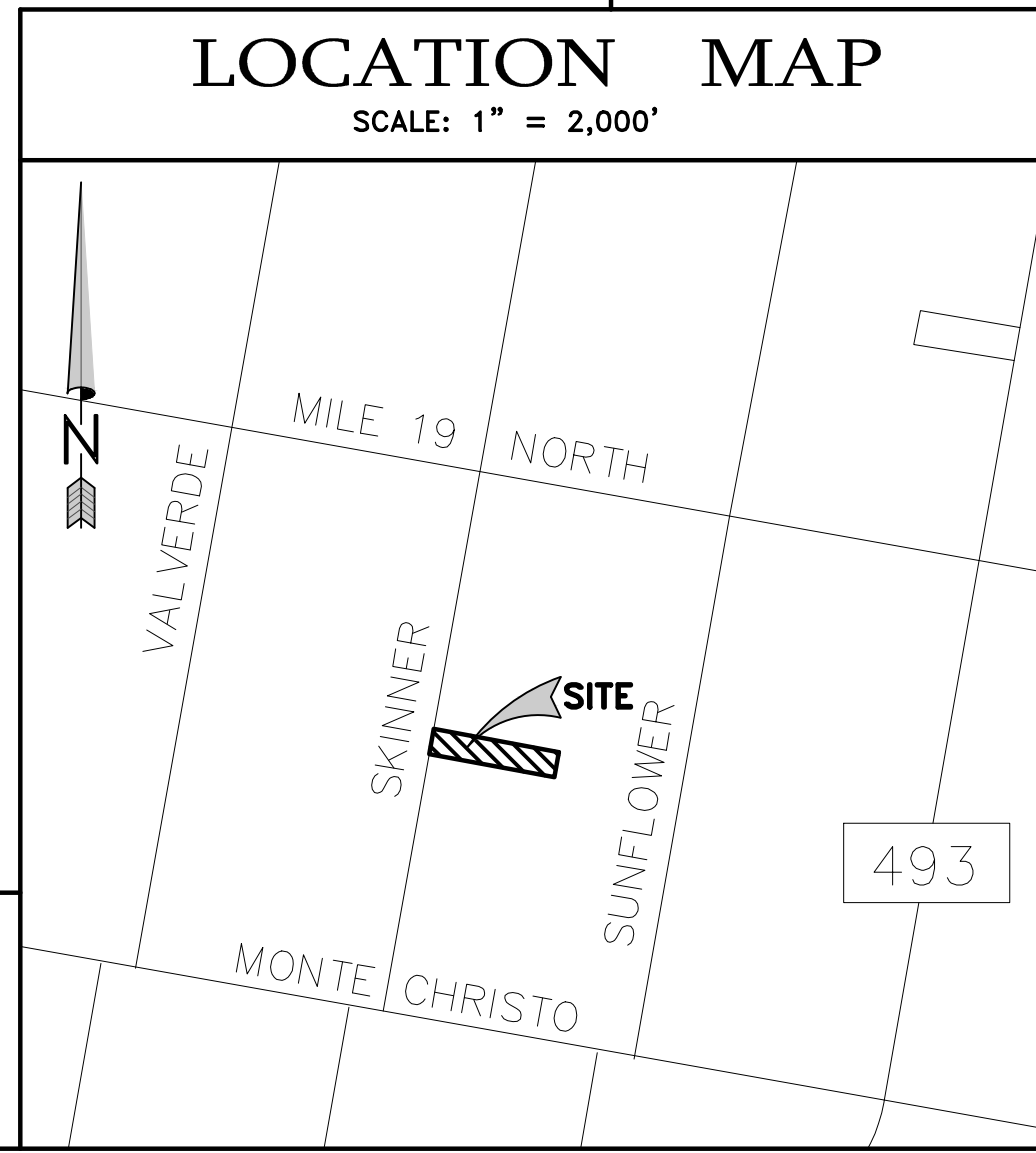 LOCATION MAP
SCALE: 1" = 2,000'
N
MILE 19 NORTH
VALVERDE
SKINNER
SITE
SUNFLOWER
493
MONTE CHRISTO